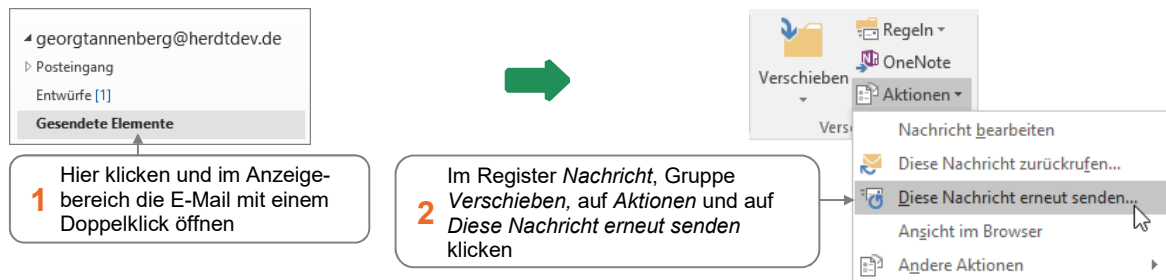 georgtannenberg@herdtdev.de
Posteingang
Entwürfe [1]
Gesendete Elemente
1
Hier klicken und im Anzeige-
bereich die E-Mail mit einem
Doppelklick öffnen
2
Im Register Nachricht, Gruppe
Verschieben, auf Aktionen und auf
Diese Nachricht erneut senden
klicken
Verschieben
Regeln
OneNote
Aktionen
Vers
Nachricht bearbeiten
Diese Nachricht zurückrufen...
Diese Nachricht erneut senden...
Ansicht im Browser
Andere Aktionen